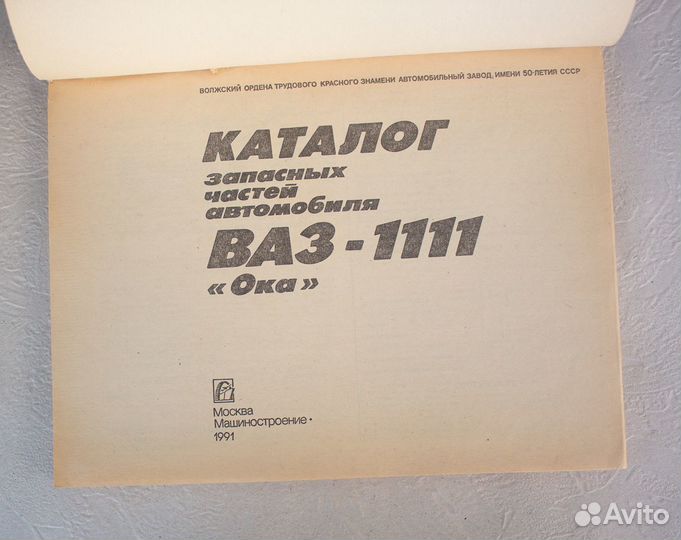 ВОЛЖСКИЙ ОРДЕНА ТРУДОВОГО КРАСНОГО ЗНАМЕНИ АВТОМОБИЛЬНЫЙ ЗАВОД, ИМЕНИ 50-ЛЕТИЯ СССР
КАТАЛОГ
запасных
частей
автомобиля
ВАЗ-1111
«Ока»
Москва
Машиностроение •
1991
Avito